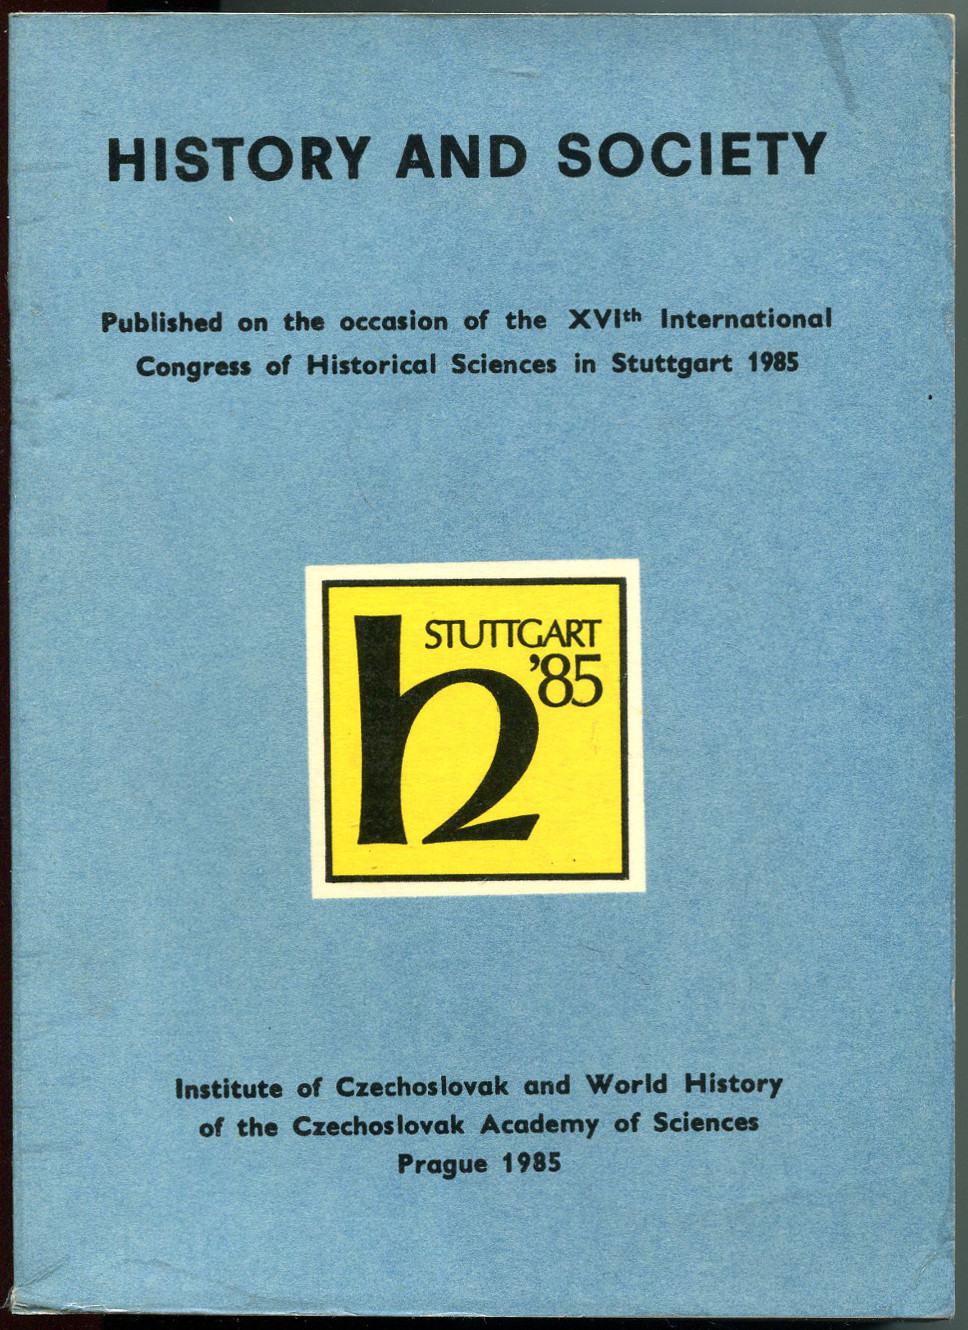 HISTORY AND SOCIETY
Published on the occasion of the XVIth International
Congress of Historical Sciences in Stuttgart 1985
STUTTGART
'85
h
Institute of Czechoslovak and World History
of the Czechoslovak Academy of Sciences
Prague 1985